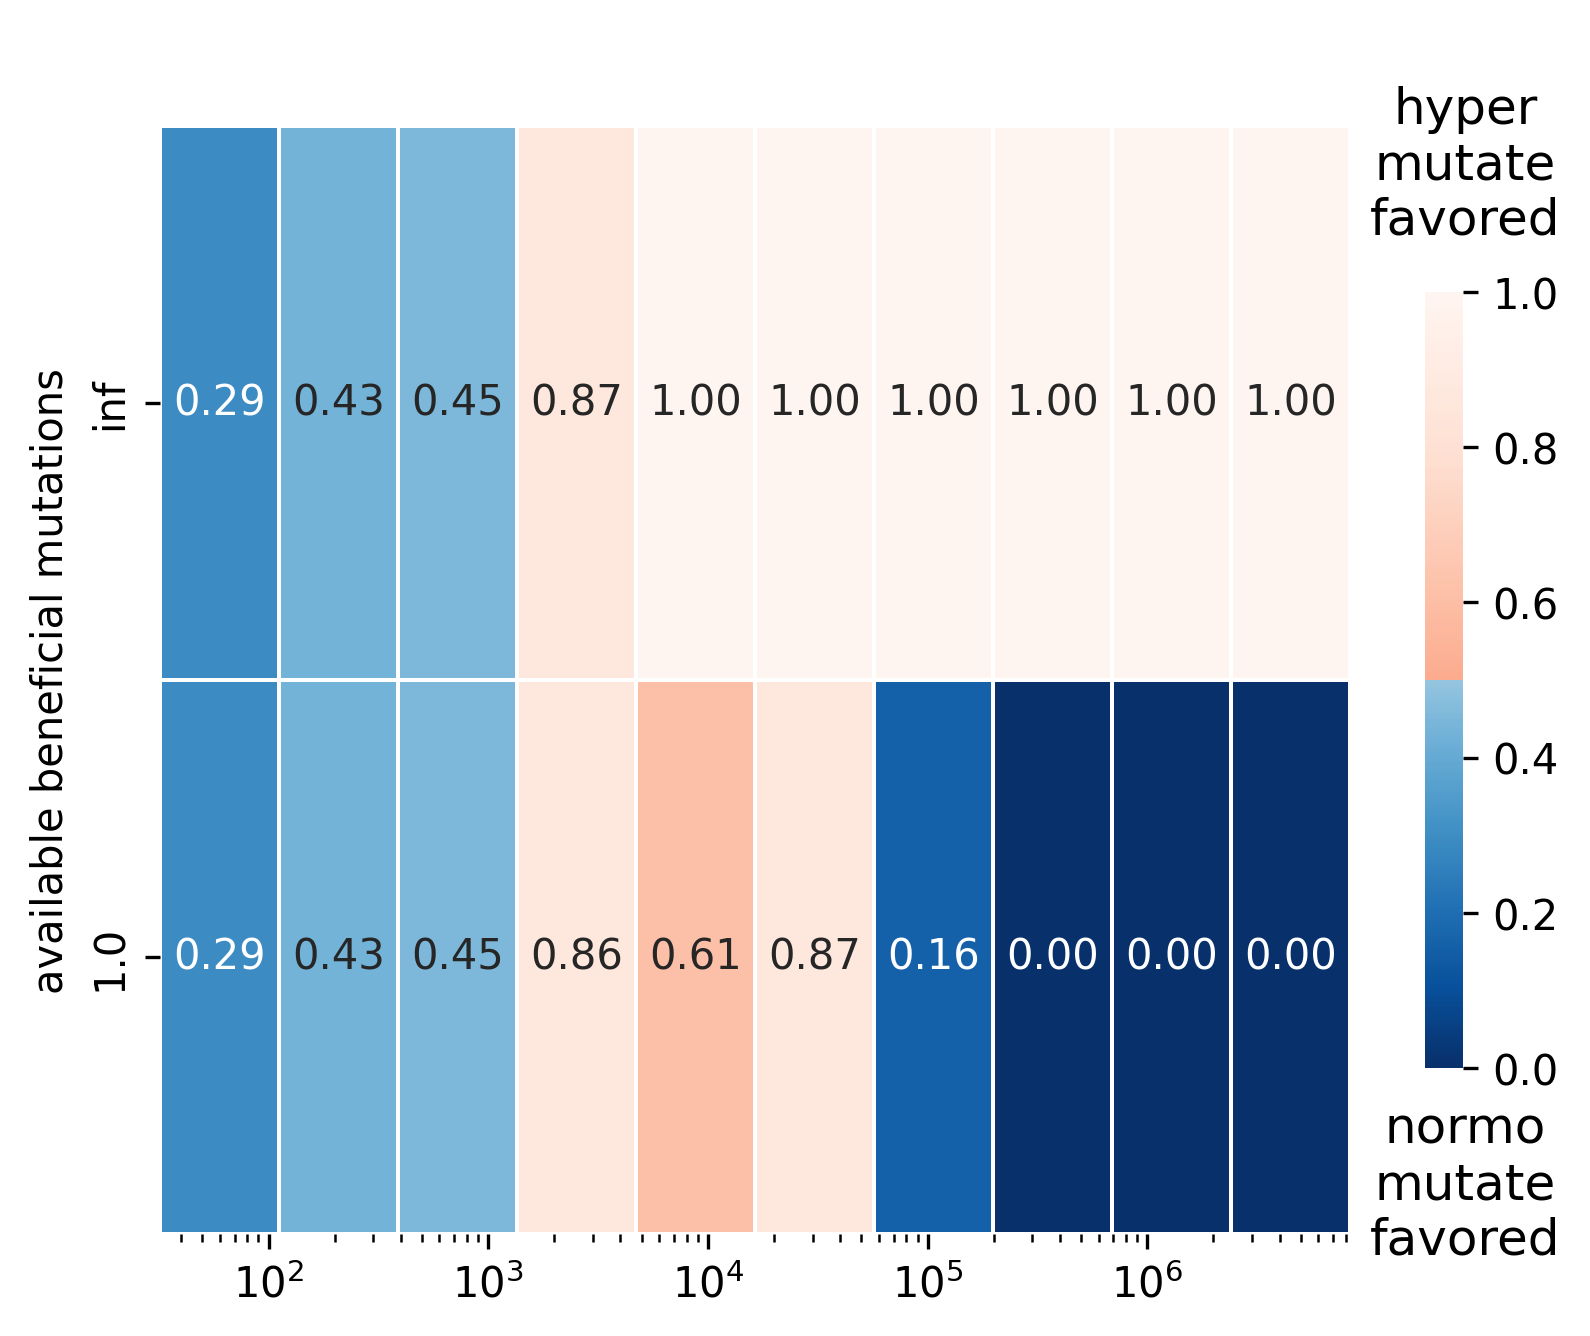 hyper
mutate
favored
available beneficial mutations
inf
0.29 0.43 0.45 0.87 1.00 1.00 1.00 1.00 1.00 1.00
1.0
0.29 0.43 0.45 0.86 0.61 0.87 0.16 0.00 0.00 0.00
10² 10³ 10⁴ 10⁵ 10⁶
1.0
0.8
0.6
0.4
0.2
0.0
normo
mutate
favored